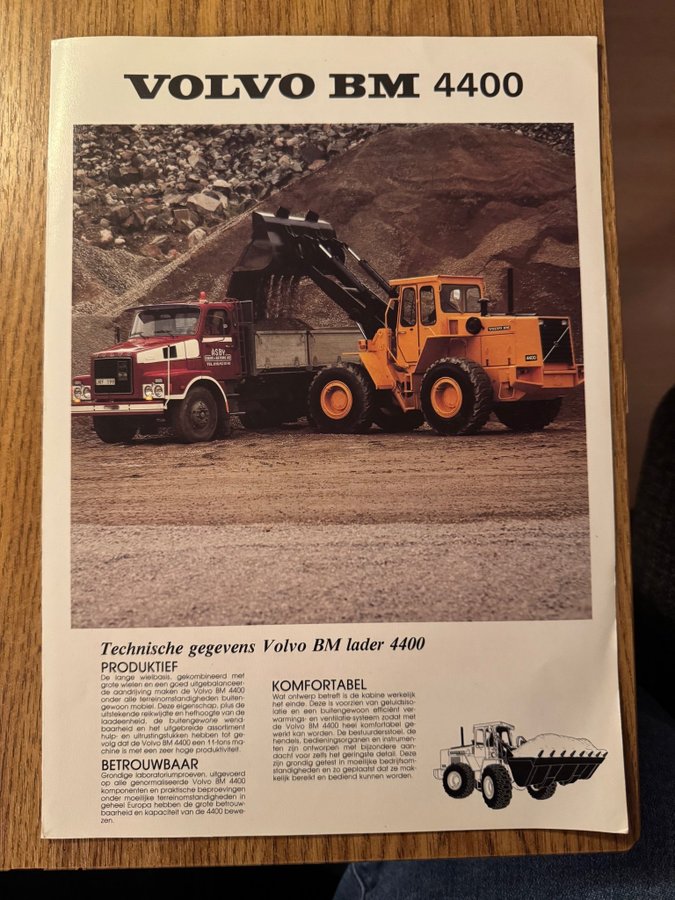 VOLVO BM 4400
ASBY
VOLVO BM
4400
Technische gegevens Volvo BM lader 4400
PRODUKTIEF
De lange wielbasis, gekombineerd met
grote wielen en een goed uitgebalanceer-
de aandrijving maken de Volvo BM 4400
onder alle terreinomstandigheden buiten-
gewoon mobiel. Deze eigenschap, plus de
uitstekende reikwijdte en hefhoogte van de
laadeenheid, de buitengewone wend-
baarheid en het uitgebreide assortiment
hulp- en uitrustingstukken hebben tot ge-
volg dat de Volvo BM 4400 een 11-tons ma-
chine is met een zeer hoge produktiviteit.
BETROUWBAAR
Grondige laboratoriumproeven, uitgevoerd
op alle genormaliseerde Volvo BM 4400
komponenten en praktische beproevingen
onder moeilijke terreinomstandigheden in
geheel Europa hebben de grote betrouw-
baarheid en kapaciteit van de 4400 bewe-
zen.
KOMFORTABEL
Wat ontwerp betreft is de kabine werkelijk
het einde. Deze is voorzien van geluidsiso-
latie en een buitengewoon efficiënt ver-
warmings- en ventilatie-systeem zodat met
de Volvo BM 4400 heel komfortabel ge-
werkt kan worden. De bestuurdersstoel, de
hendels, bedieningsorganen en instrumen-
ten zijn ontworpen met bijzondere aan-
dacht voor zelfs het geringste detail. Deze
zijn grondig getest in moeilijke bedrijfsom-
standigheden en zo geplaatst dat ze mak-
kelijk bereikt en bediend kunnen worden.